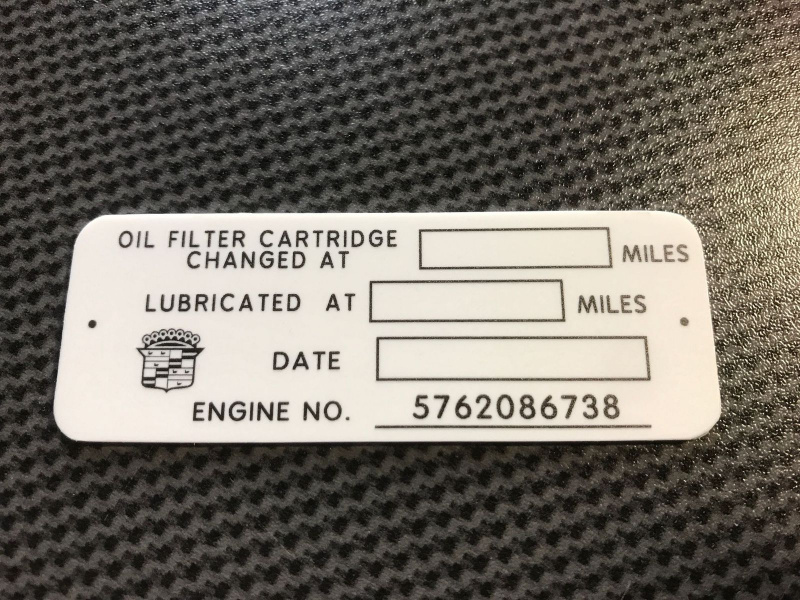 OIL FILTER CARTRIDGE
CHANGED AT MILES
LUBRICATED AT MILES
DATE
ENGINE NO. 5762086738